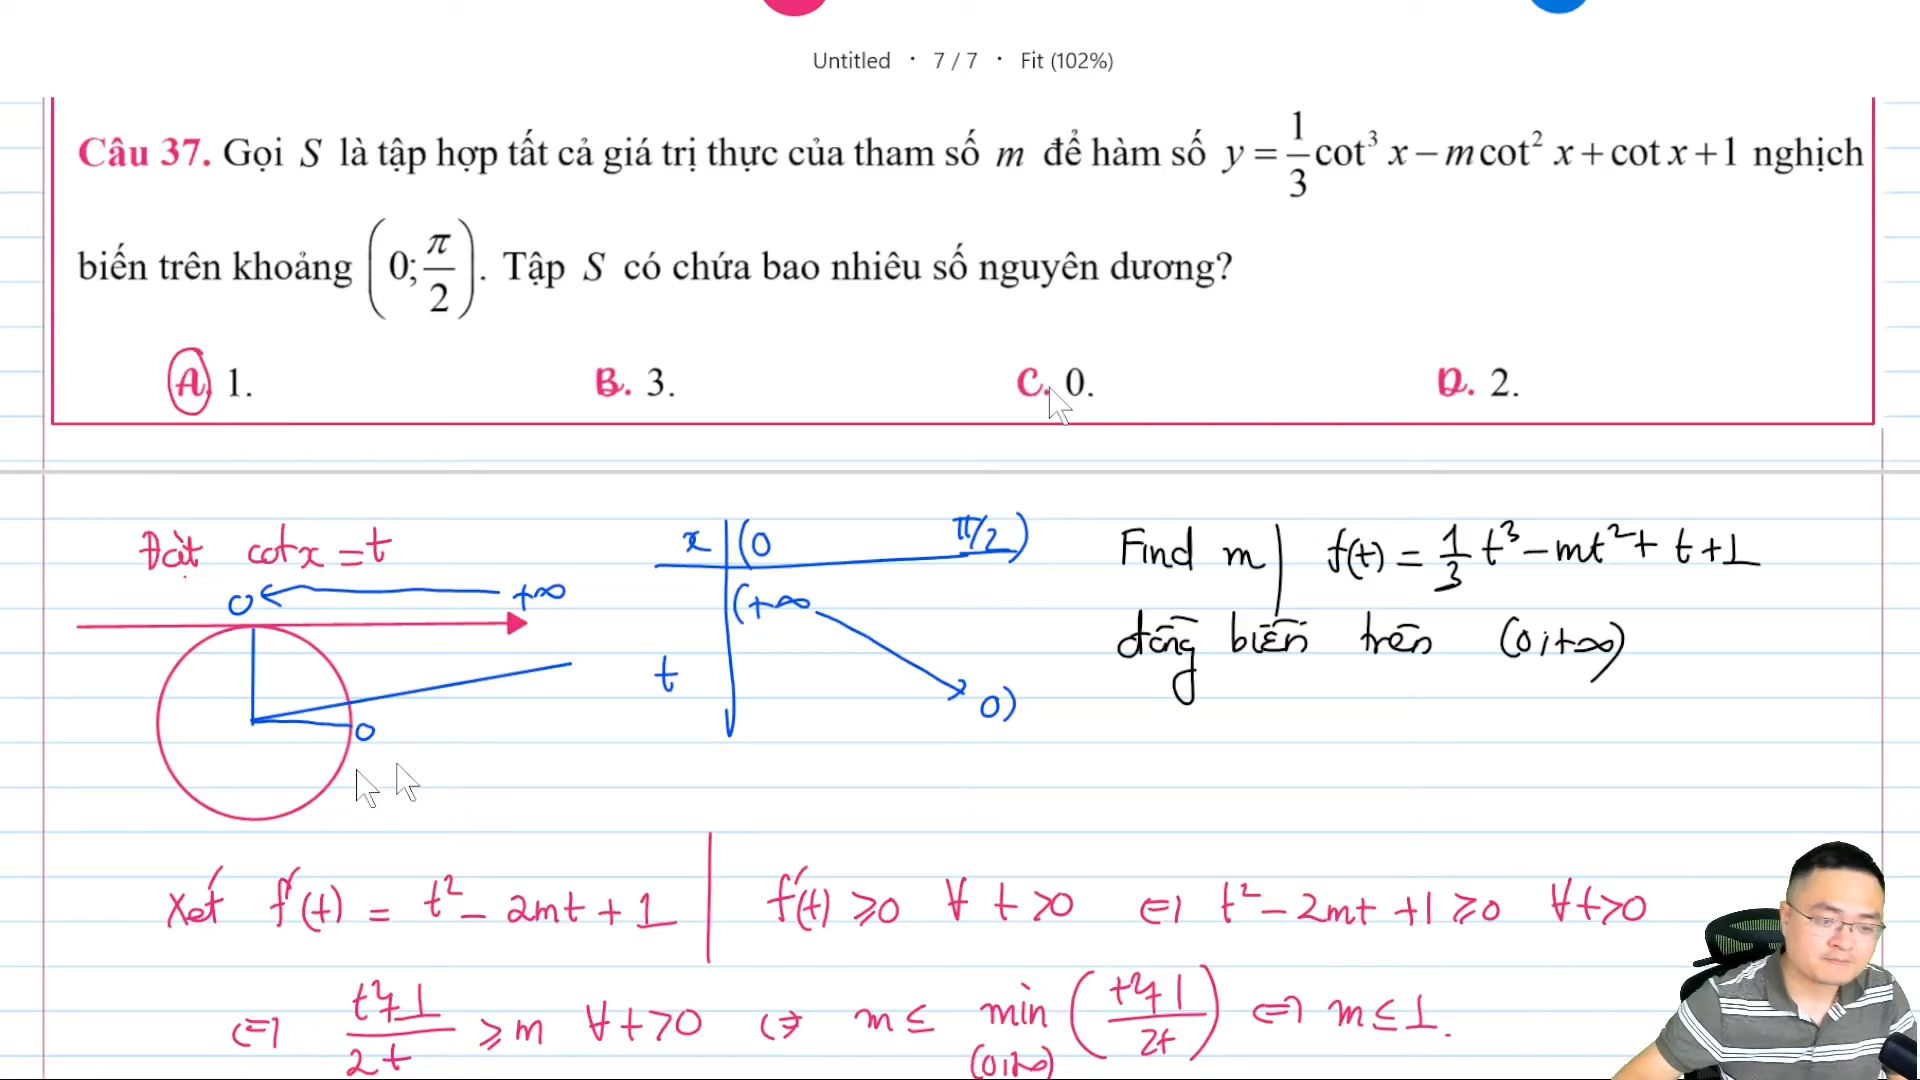 Untitled · 7 / 7 · Fit (102%)
Câu 37. Gọi S là tập hợp tất cả giá trị thực của tham số m để hàm số y = 1/3 cot³ x − m cot² x + cot x + 1 nghịch
biến trên khoảng (0; π/2). Tập S có chứa bao nhiêu số nguyên dương?
A. 1. B. 3. C. 0. D. 2.
Đặt cotx = t
0 +∞
0
x (0 π/2)
t (+∞ 0)
Find m | f(t) = 1/3 t³ − mt² + t + 1
đồng biến trên (0;+∞)
Xét f'(t) = t² − 2mt + 1 | f'(t) ≥ 0 ∀ t > 0 ⇔ t² − 2mt + 1 ≥ 0 ∀ t > 0
⇔ (t²+1)/2t ≥ m ∀ t > 0 ⇔ m ≤ min (0;+∞) ((t²+1)/2t) ⇔ m ≤ 1.